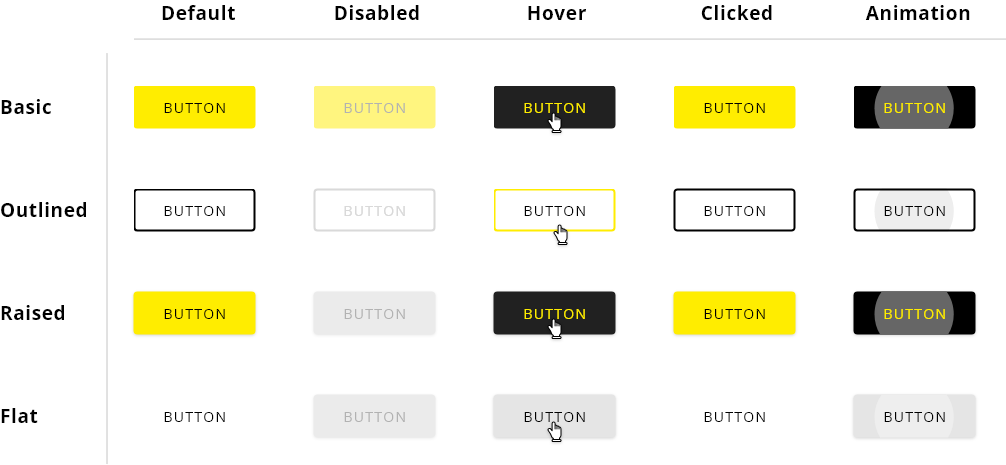 Default Disabled Hover Clicked Animation
Basic BUTTON BUTTON BUTTON BUTTON BUTTON
Outlined BUTTON BUTTON BUTTON BUTTON BUTTON
Raised BUTTON BUTTON BUTTON BUTTON BUTTON
Flat BUTTON BUTTON BUTTON BUTTON BUTTON